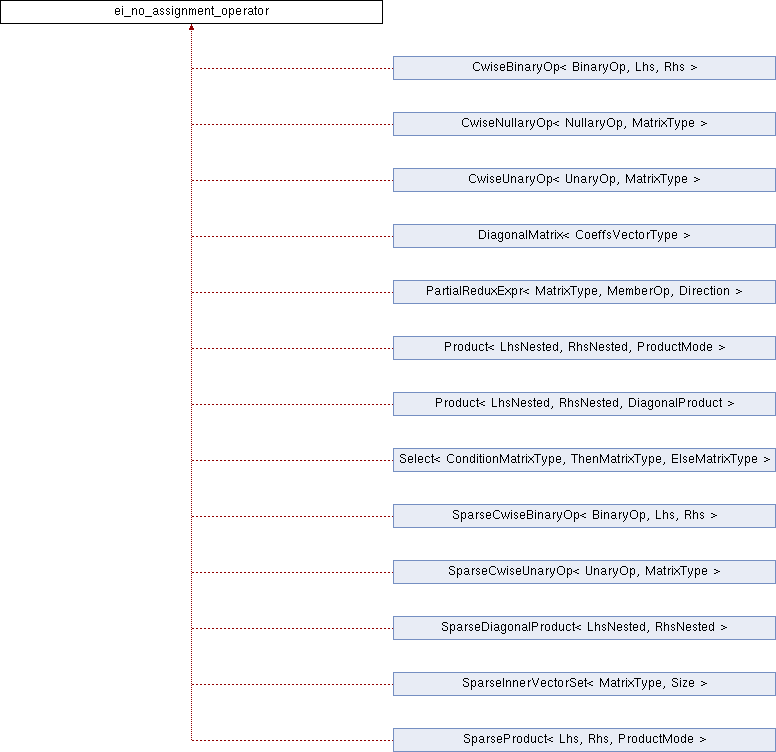 ei_no_assignment_operator
CwiseBinaryOp< BinaryOp, Lhs, Rhs >
CwiseNullaryOp< NullaryOp, MatrixType >
CwiseUnaryOp< UnaryOp, MatrixType >
DiagonalMatrix< CoeffsVectorType >
PartialReduxExpr< MatrixType, MemberOp, Direction >
Product< LhsNested, RhsNested, ProductMode >
Product< LhsNested, RhsNested, DiagonalProduct >
Select< ConditionMatrixType, ThenMatrixType, ElseMatrixType >
SparseCwiseBinaryOp< BinaryOp, Lhs, Rhs >
SparseCwiseUnaryOp< UnaryOp, MatrixType >
SparseDiagonalProduct< LhsNested, RhsNested >
SparseInnerVectorSet< MatrixType, Size >
SparseProduct< Lhs, Rhs, ProductMode >